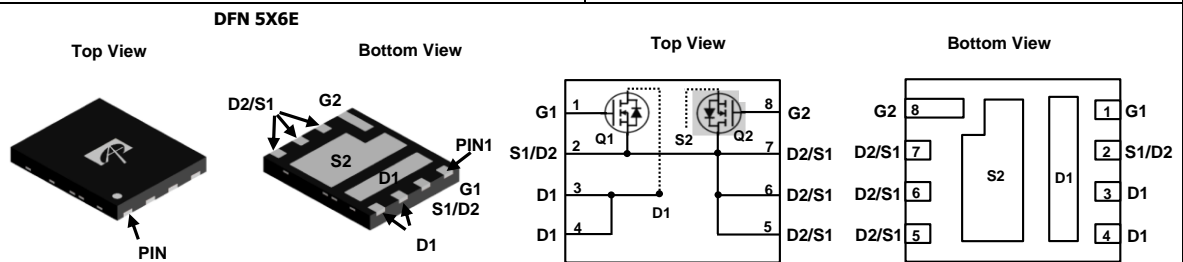 DFN 5X6E
Top View
Bottom View
Top View
Bottom View
D2/S1
G2
S2
D1
PIN1
G1
S1/D2
D1
PIN
G1
1
8
G2
Q1
S2
Q2
S1/D2
2
7
D2/S1
D1
3
D1
6
D2/S1
D1
4
5
D2/S1
G2
8
1
G1
D2/S1
7
2
S1/D2
S2
D1
D2/S1
6
3
D1
D2/S1
5
4
D1